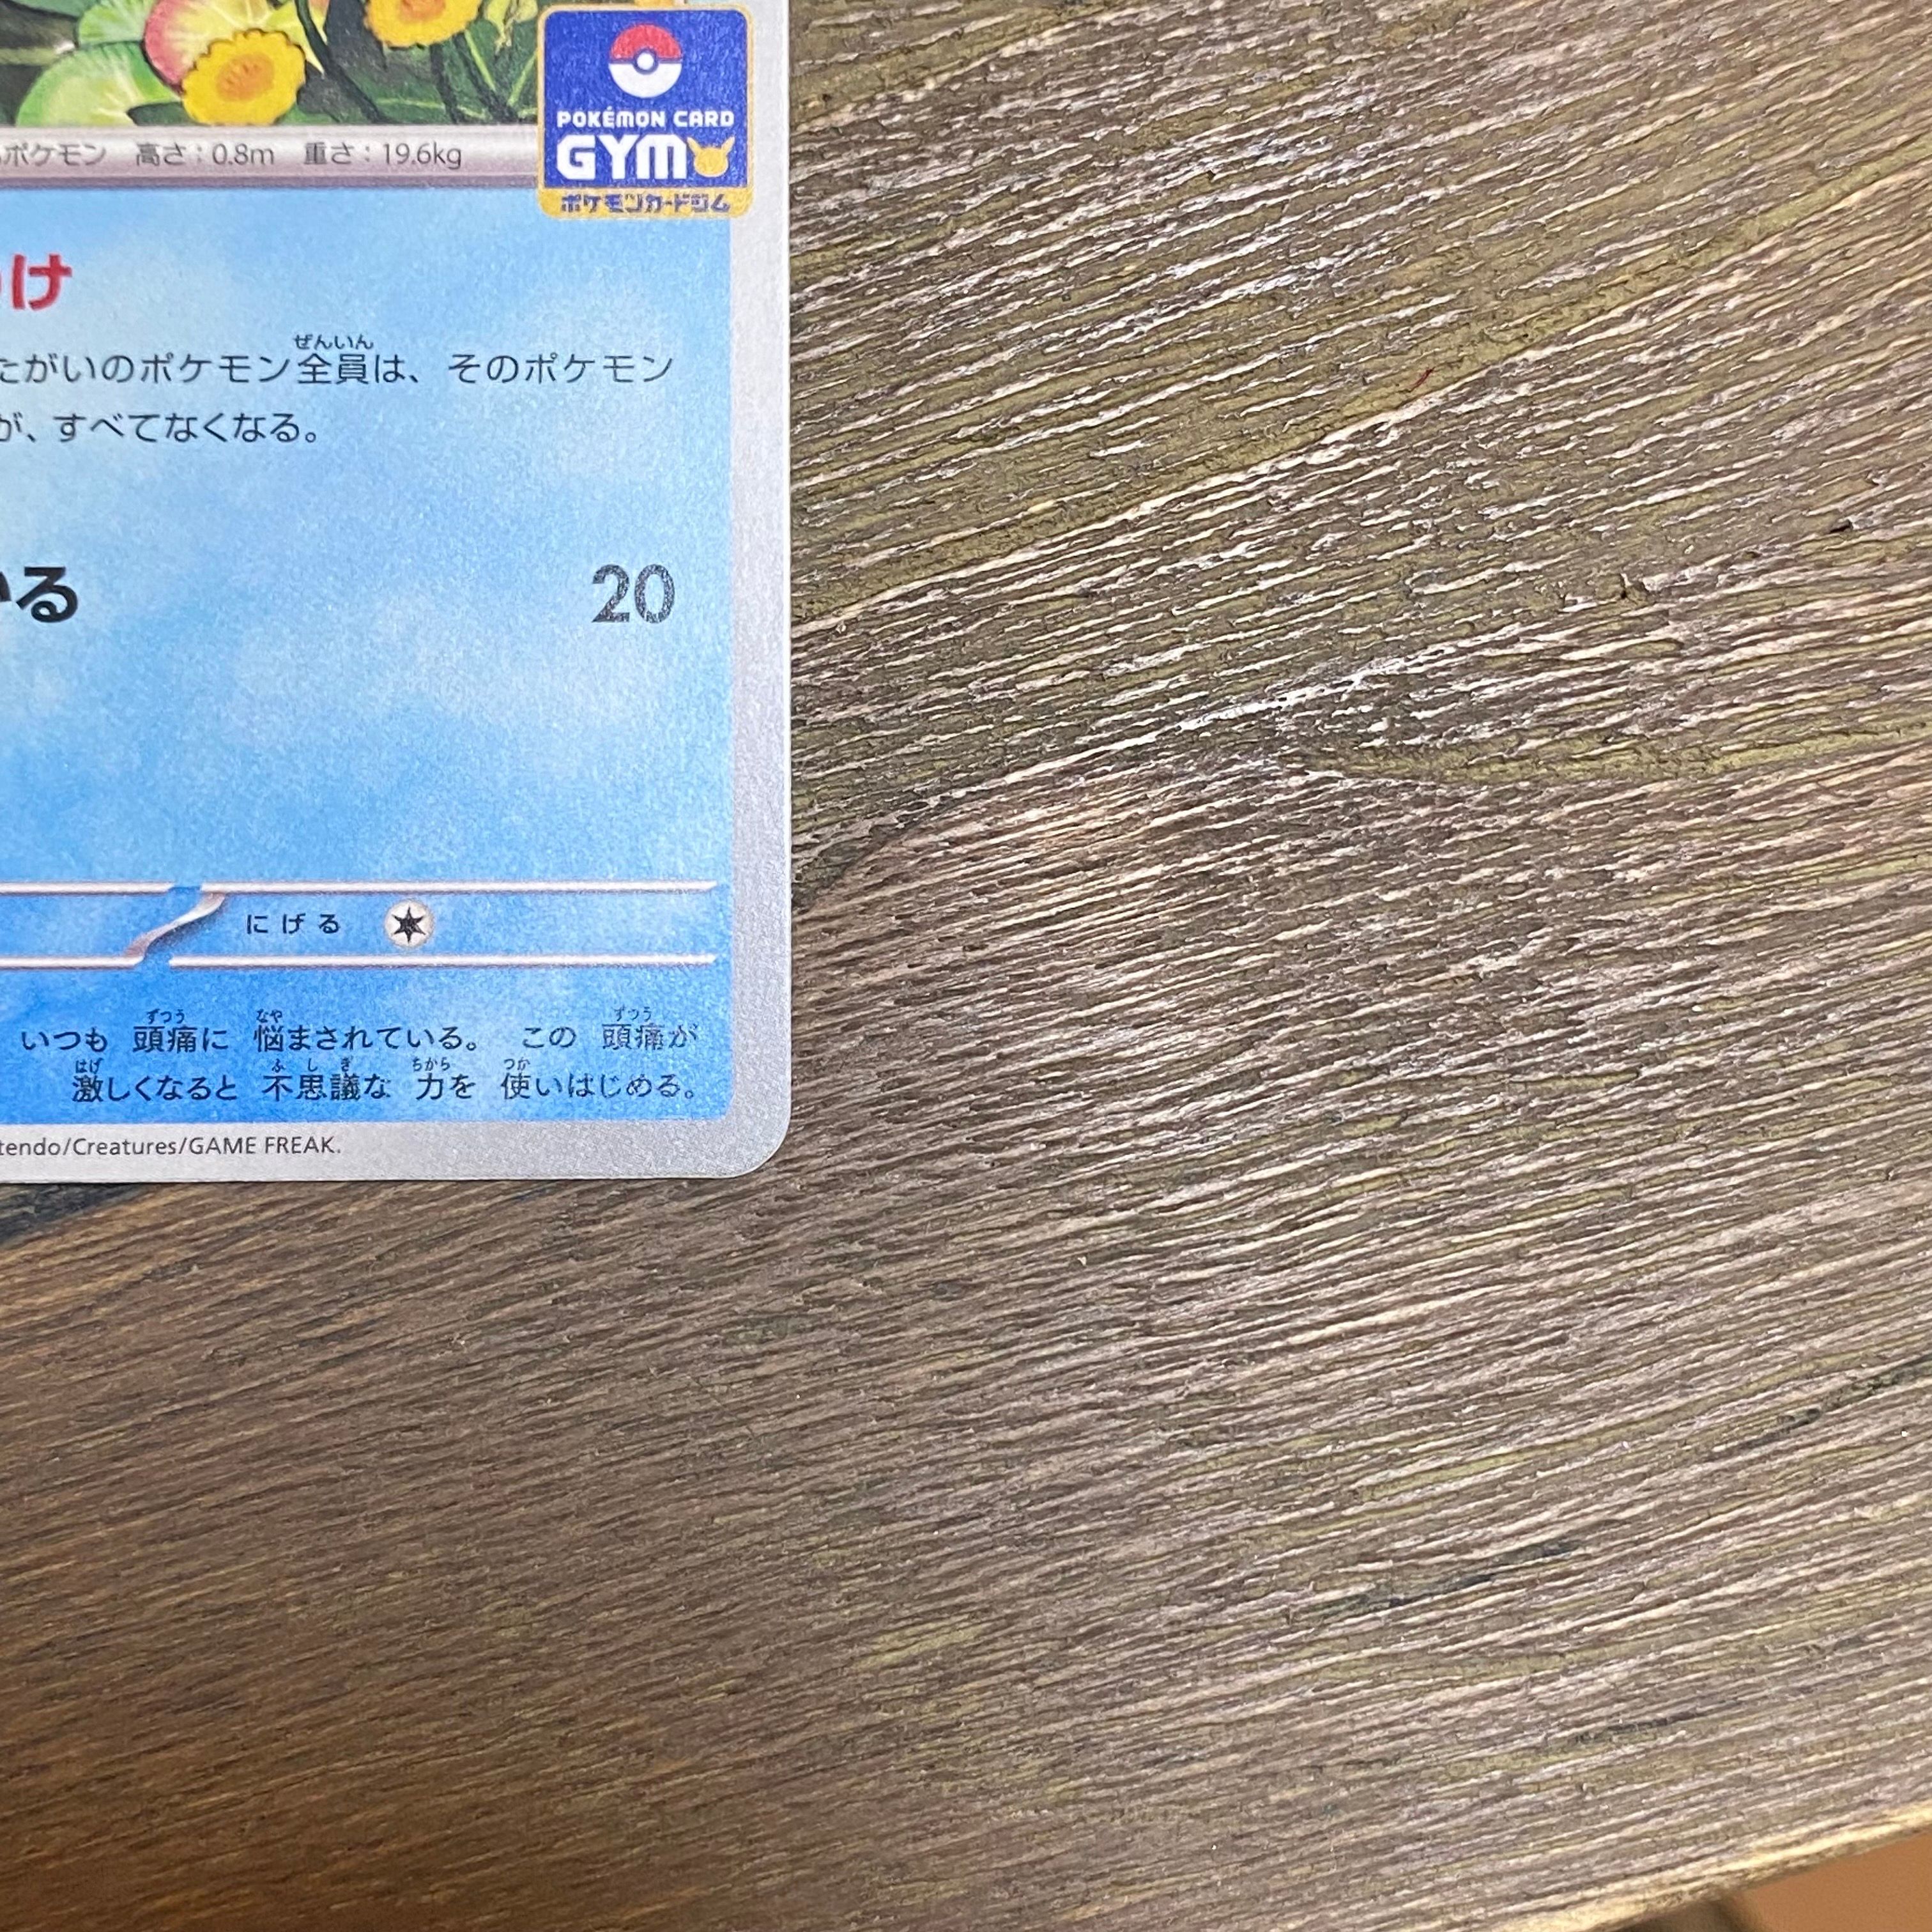 POKÉMON CARD
GYM
ポケモンカードジム
ポケモン 高さ：0.8m 重さ：19.6kg
け
ぜんいん
たがいのポケモン全員は、そのポケモン
が、すべてなくなる。
いる 20
にげる
ずつう なや ずつう
いつも 頭痛に 悩まされている。 この 頭痛が
はげ ふしぎ ちから つか
激しくなると 不思議な 力を 使いはじめる。
tendo/Creatures/GAME FREAK.